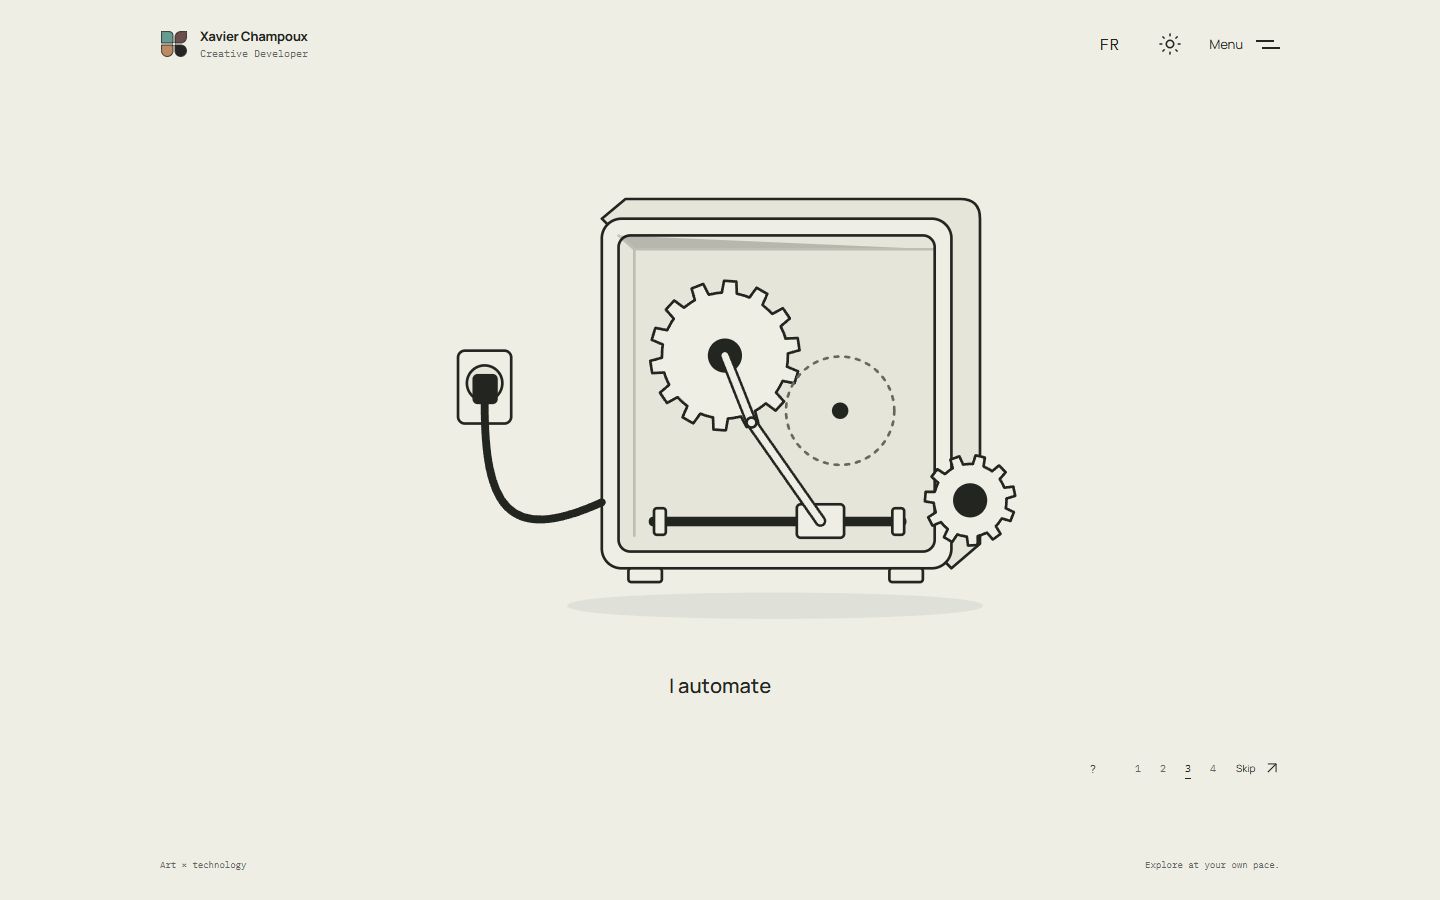 Xavier Champoux
Creative Developer
FR
Menu
I automate
? 1 2 3 4 Skip
Art × technology
Explore at your own pace.